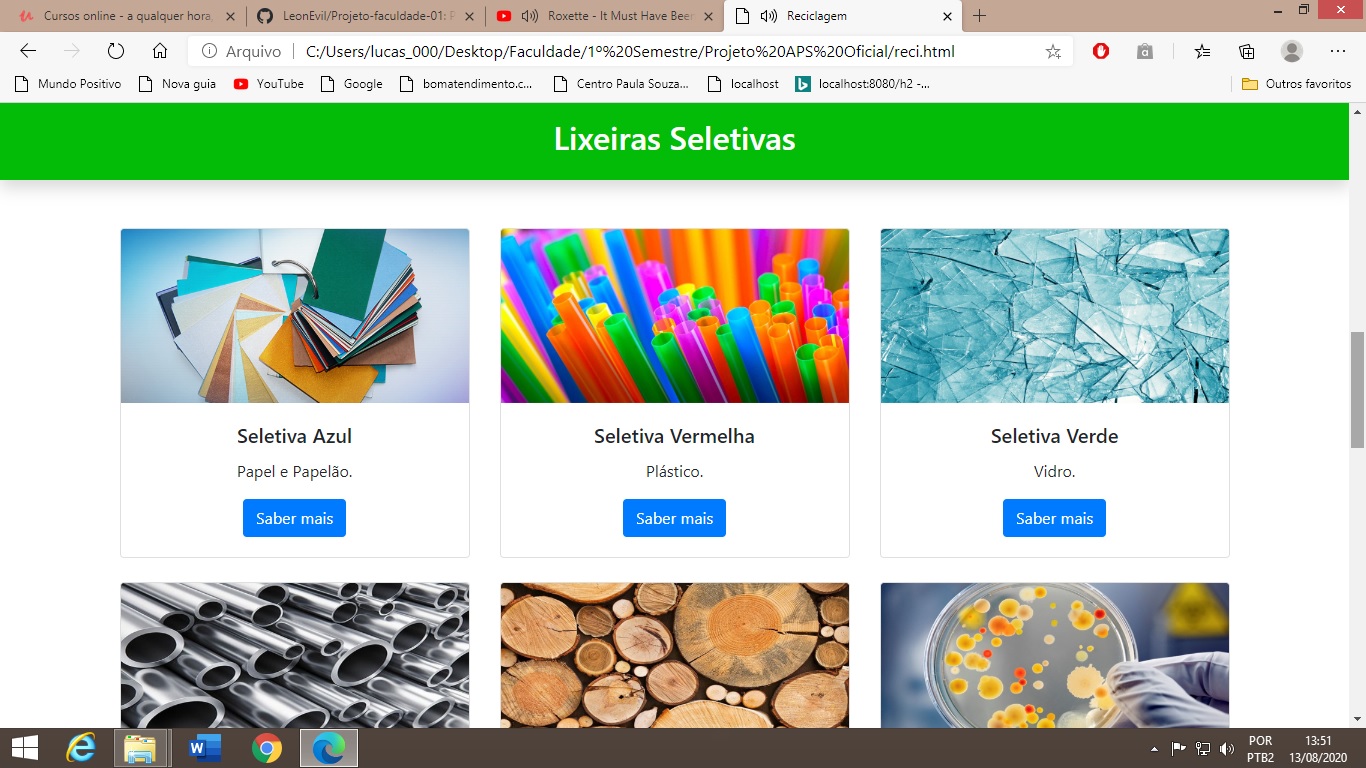 Cursos online - a qualquer hora,
LeonEvil/Projeto-faculdade-01: P
Roxette - It Must Have Been
Reciclagem
Arquivo
C:/Users/lucas_000/Desktop/Faculdade/1º%20Semestre/Projeto%20APS%20Oficial/reci.html
Mundo Positivo
Nova guia
YouTube
Google
bomatendimento.c...
Centro Paula Souza...
localhost
localhost:8080/h2 -...
Outros favoritos
Lixeiras Seletivas
Seletiva Azul
Papel e Papelão.
Saber mais
Seletiva Vermelha
Plástico.
Saber mais
Seletiva Verde
Vidro.
Saber mais
POR
PTB2
13:51
13/08/2020